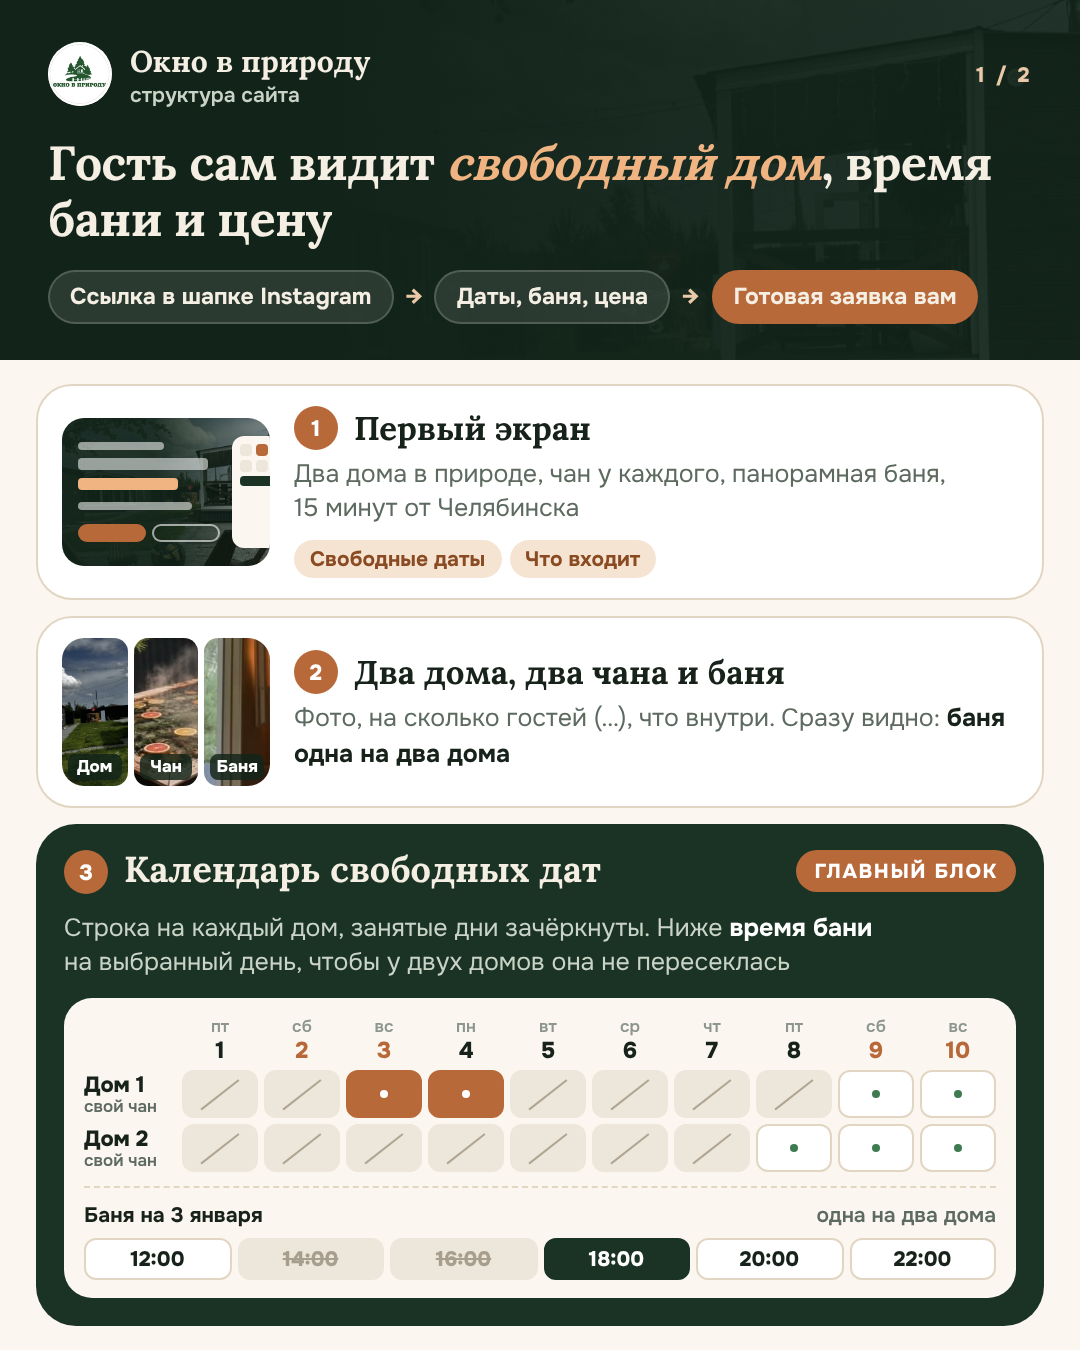 ОКНО В ПРИРОДУ
Окно в природу
структура сайта
1 / 2
Гость сам видит свободный дом, время
бани и цену
Ссылка в шапке Instagram → Даты, баня, цена → Готовая заявка вам
1 Первый экран
Два дома в природе, чан у каждого, панорамная баня,
15 минут от Челябинска
Свободные даты Что входит
Дом Чан Баня
2 Два дома, два чана и баня
Фото, на сколько гостей (...), что внутри. Сразу видно: баня
одна на два дома
3 Календарь свободных дат
ГЛАВНЫЙ БЛОК
Строка на каждый дом, занятые дни зачёркнуты. Ниже время бани
на выбранный день, чтобы у двух домов она не пересеклась
пт сб вс пн вт ср чт пт сб вс
1 2 3 4 5 6 7 8 9 10
Дом 1
свой чан
Дом 2
свой чан
Баня на 3 января
одна на два дома
12:00 14:00 16:00 18:00 20:00 22:00